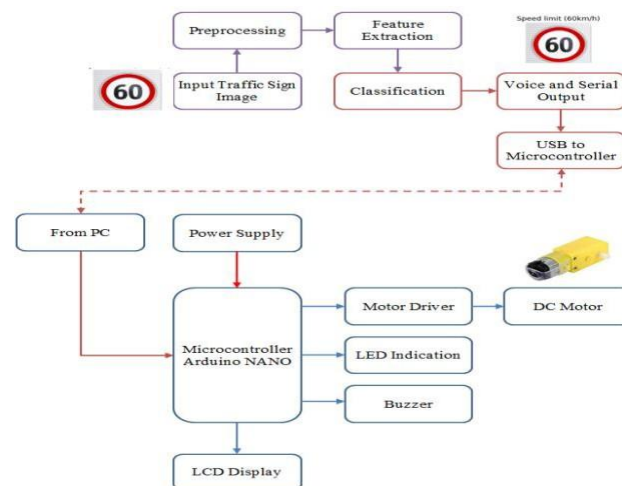 Speed limit (60km/h)
60
Preprocessing
Feature
Extraction
60
Input Traffic Sign
Image
Classification
Voice and Serial
Output
USB to
Microcontroller
From PC
Power Supply
Microcontroller
Arduino NANO
Motor Driver
DC Motor
LED Indication
Buzzer
LCD Display